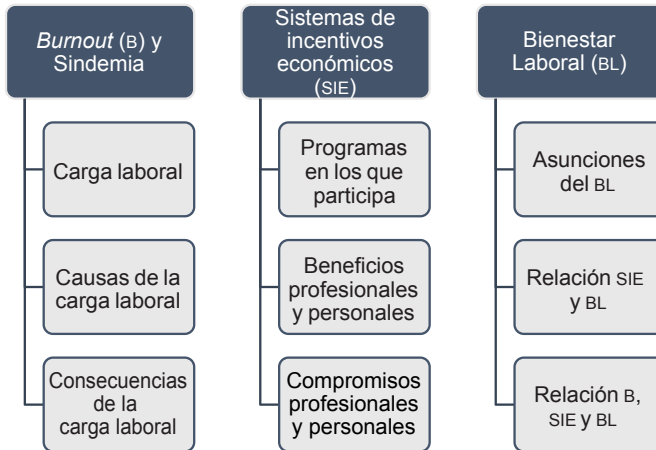 Burnout (B) y
Sindemia
Carga laboral
Causas de la
carga laboral
Consecuencias
de la
carga laboral
Sistemas de
incentivos
económicos
(SIE)
Programas
en los que
participa
Beneficios
profesionales
y personales
Compromisos
profesionales
y personales
Bienestar
Laboral (BL)
Asunciones
del BL
Relación SIE
y BL
Relación B,
SIE y BL